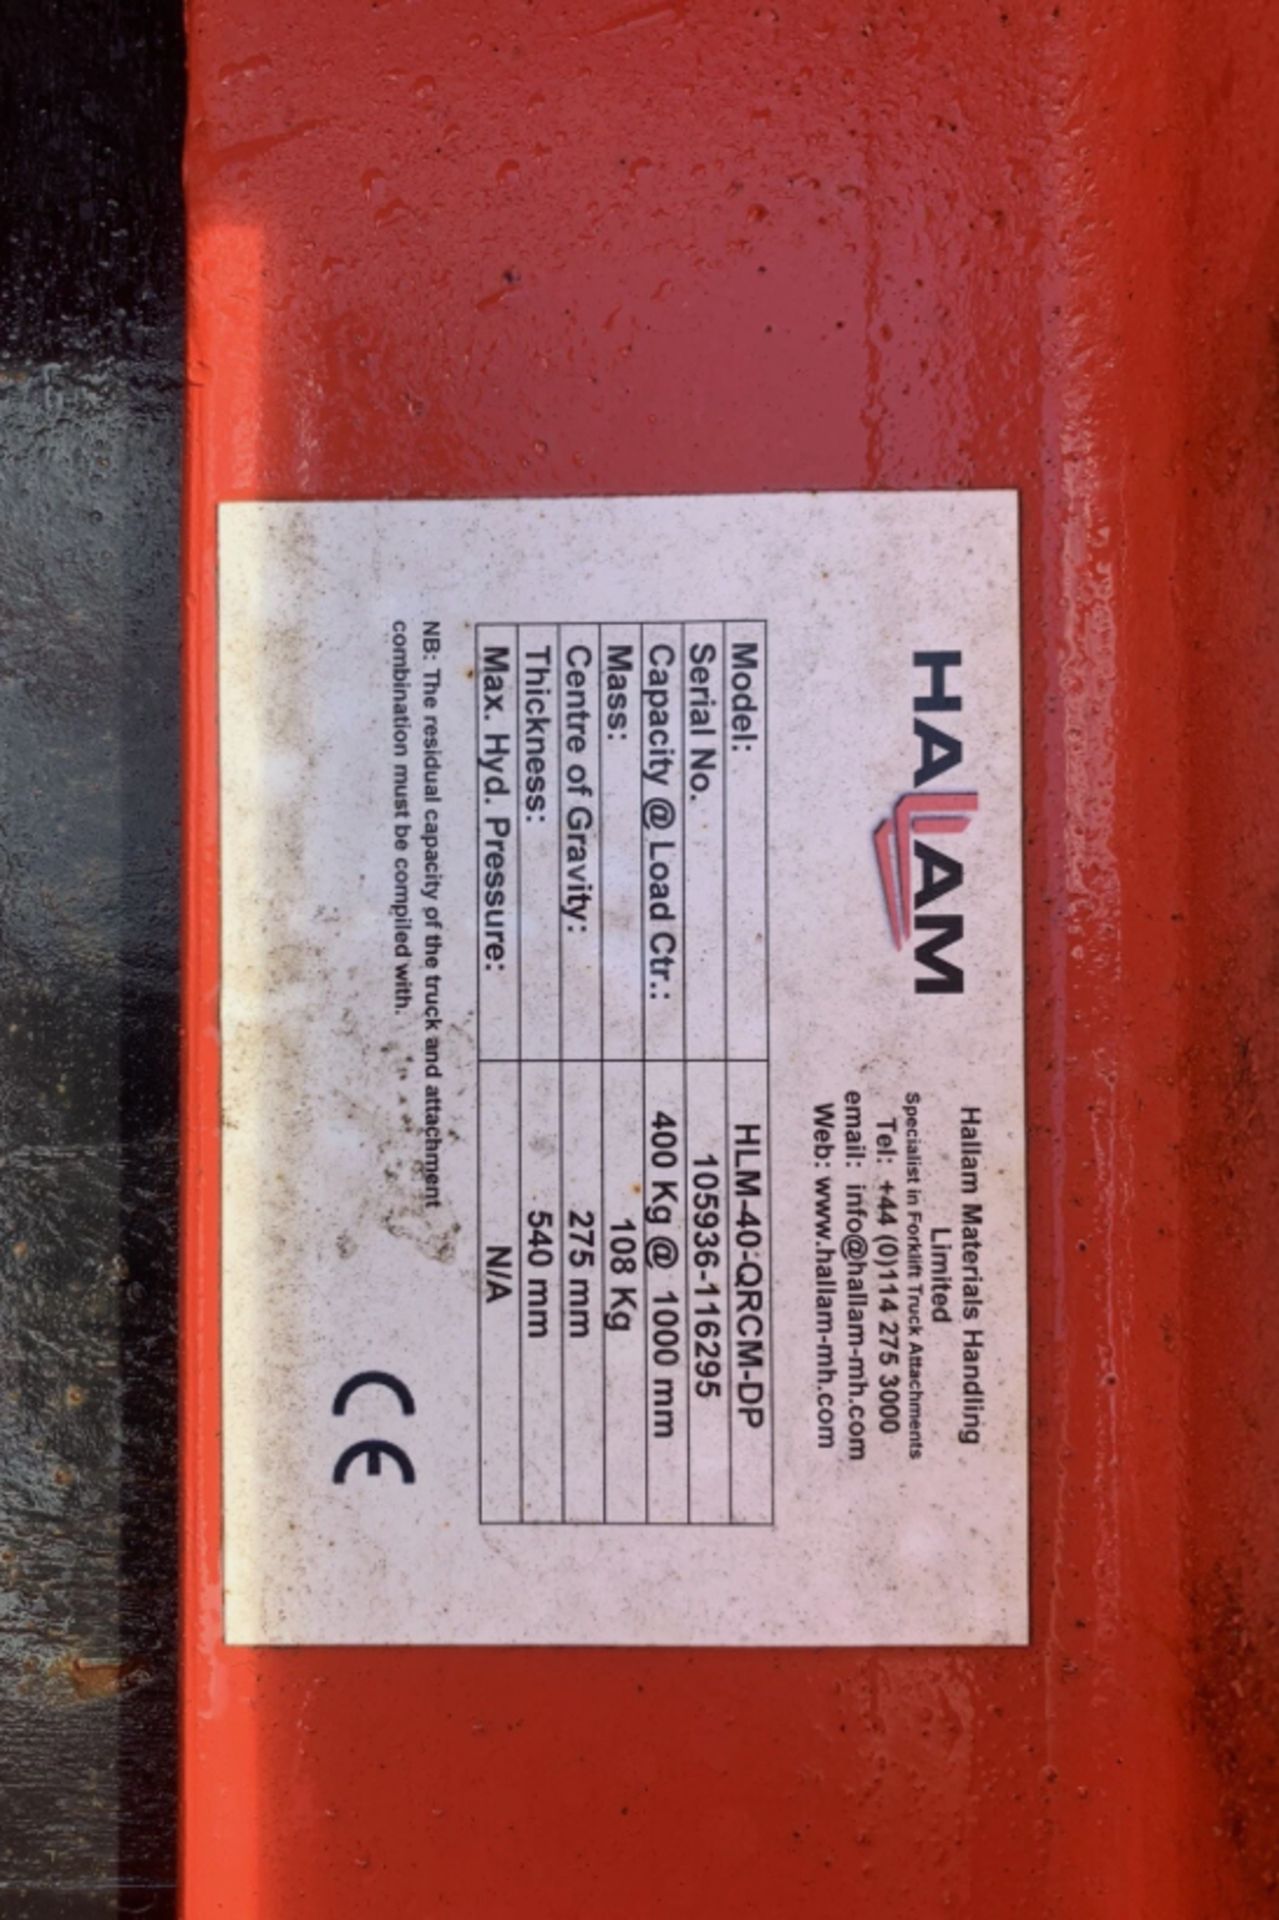 HALLAM
Hallam Materials Handling
Limited
Specialist in Forklift Truck Attachments
Tel: +44 (0)114 275 3000
email: info@hallam-mh.com
Web: www.hallam-mh.com
Model: HLM-40-QRCM-DP
Serial No. 105936-116295
Capacity @ Load Ctr.: 400 Kg @ 1000 mm
Mass: 108 Kg
Centre of Gravity: 275 mm
Thickness: 540 mm
Max. Hyd. Pressure: N/A
NB: The residual capacity of the truck and attachment
combination must be compiled with.
CE